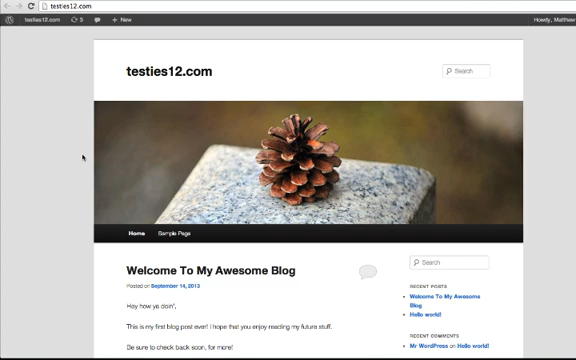 testies12.com
testies12.com 5 + New Howdy, Matthew
testies12.com
Search
Home Sample Page
Welcome To My Awesome Blog
Posted on September 14, 2013
Hey how ya doin',
This is my first blog post ever! I hope that you enjoy reading my future stuff.
Be sure to check back soon, for more!
Search
RECENT POSTS
Welcome To My Awesome
Blog
Hello world!
RECENT COMMENTS
Mr WordPress on Hello world!